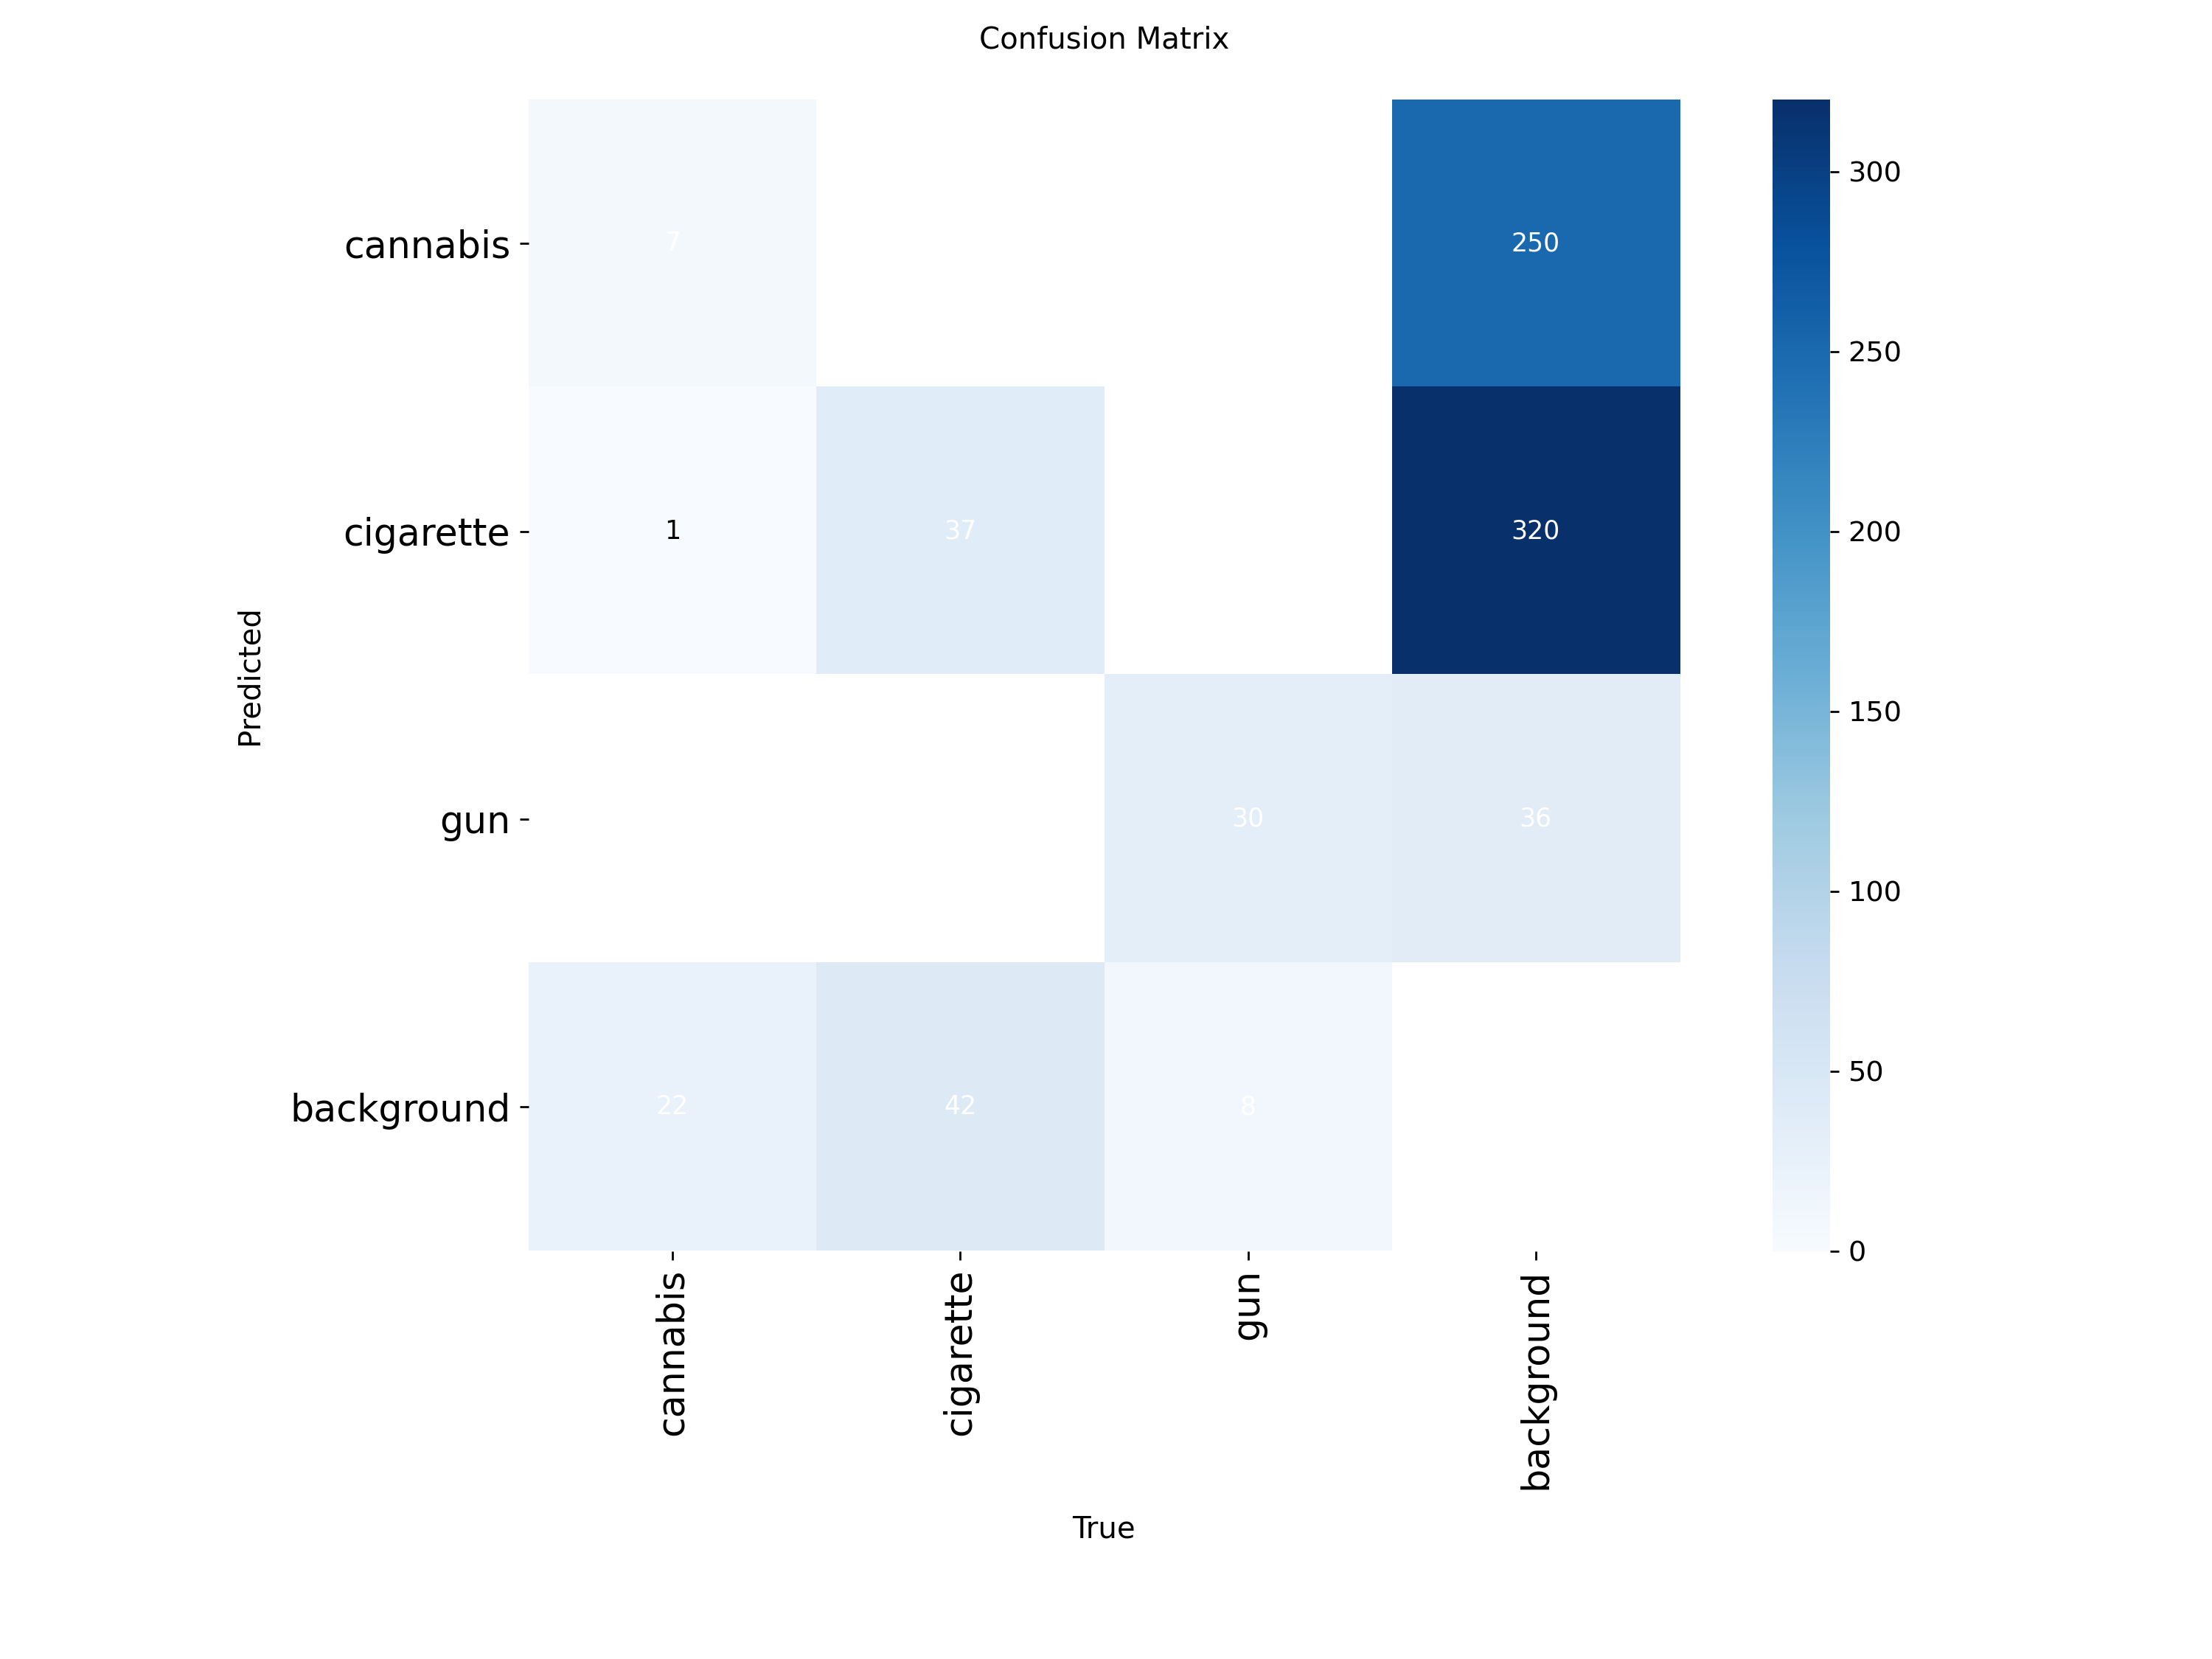 Confusion Matrix
cannabis
7
250
300
250
cigarette
1
37
320
200
Predicted
150
gun
30
36
100
50
background
22
42
8
0
cannabis
cigarette
gun
background
True